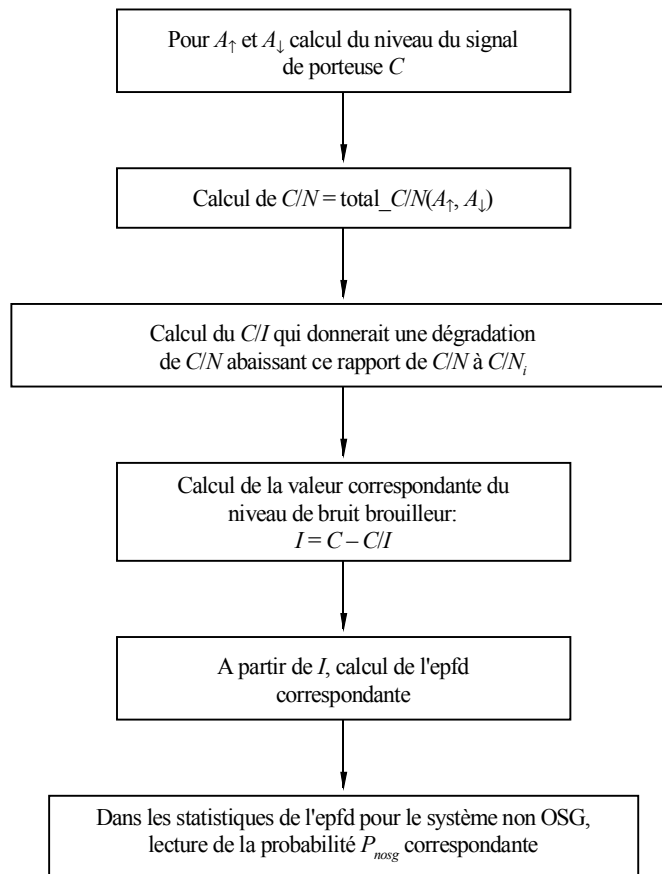 Pour A↑ et A↓ calcul du niveau du signal
de porteuse C
Calcul de C/N = total_C/N(A↑, A↓)
Calcul du C/I qui donnerait une dégradation
de C/N abaissant ce rapport de C/N à C/Ni
Calcul de la valeur correspondante du
niveau de bruit brouilleur:
I = C – C/I
A partir de I, calcul de l'epfd
correspondante
Dans les statistiques de l'epfd pour le système non OSG,
lecture de la probabilité Pnosg correspondante